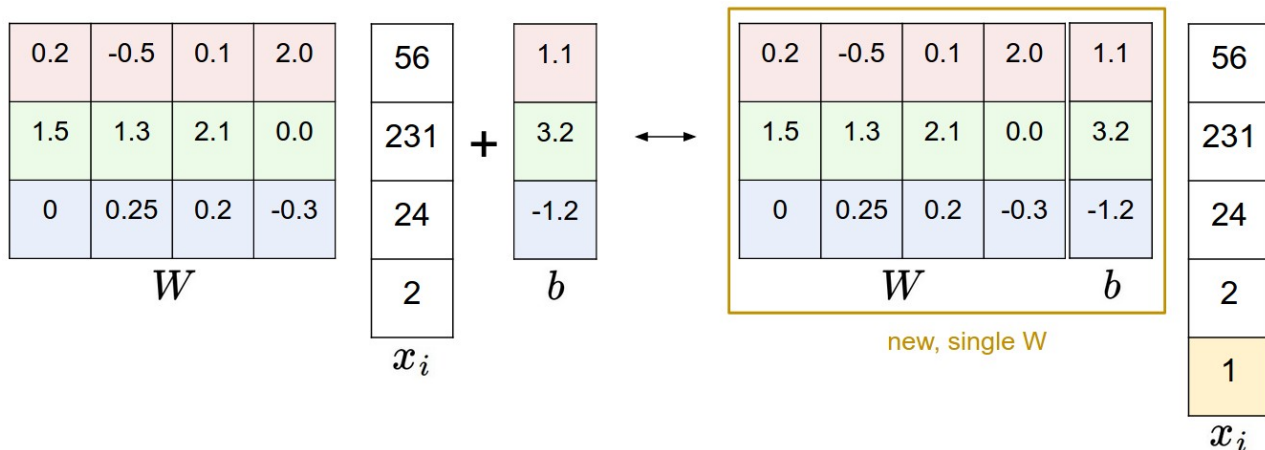 0.2 -0.5 0.1 2.0 56 1.1 0.2 -0.5 0.1 2.0 1.1 56
1.5 1.3 2.1 0.0 231 + 3.2 1.5 1.3 2.1 0.0 3.2 231
0 0.25 0.2 -0.3 24 -1.2 0 0.25 0.2 -0.3 -1.2 24
W 2 b W b 2
new, single W
x_i 1
x_i